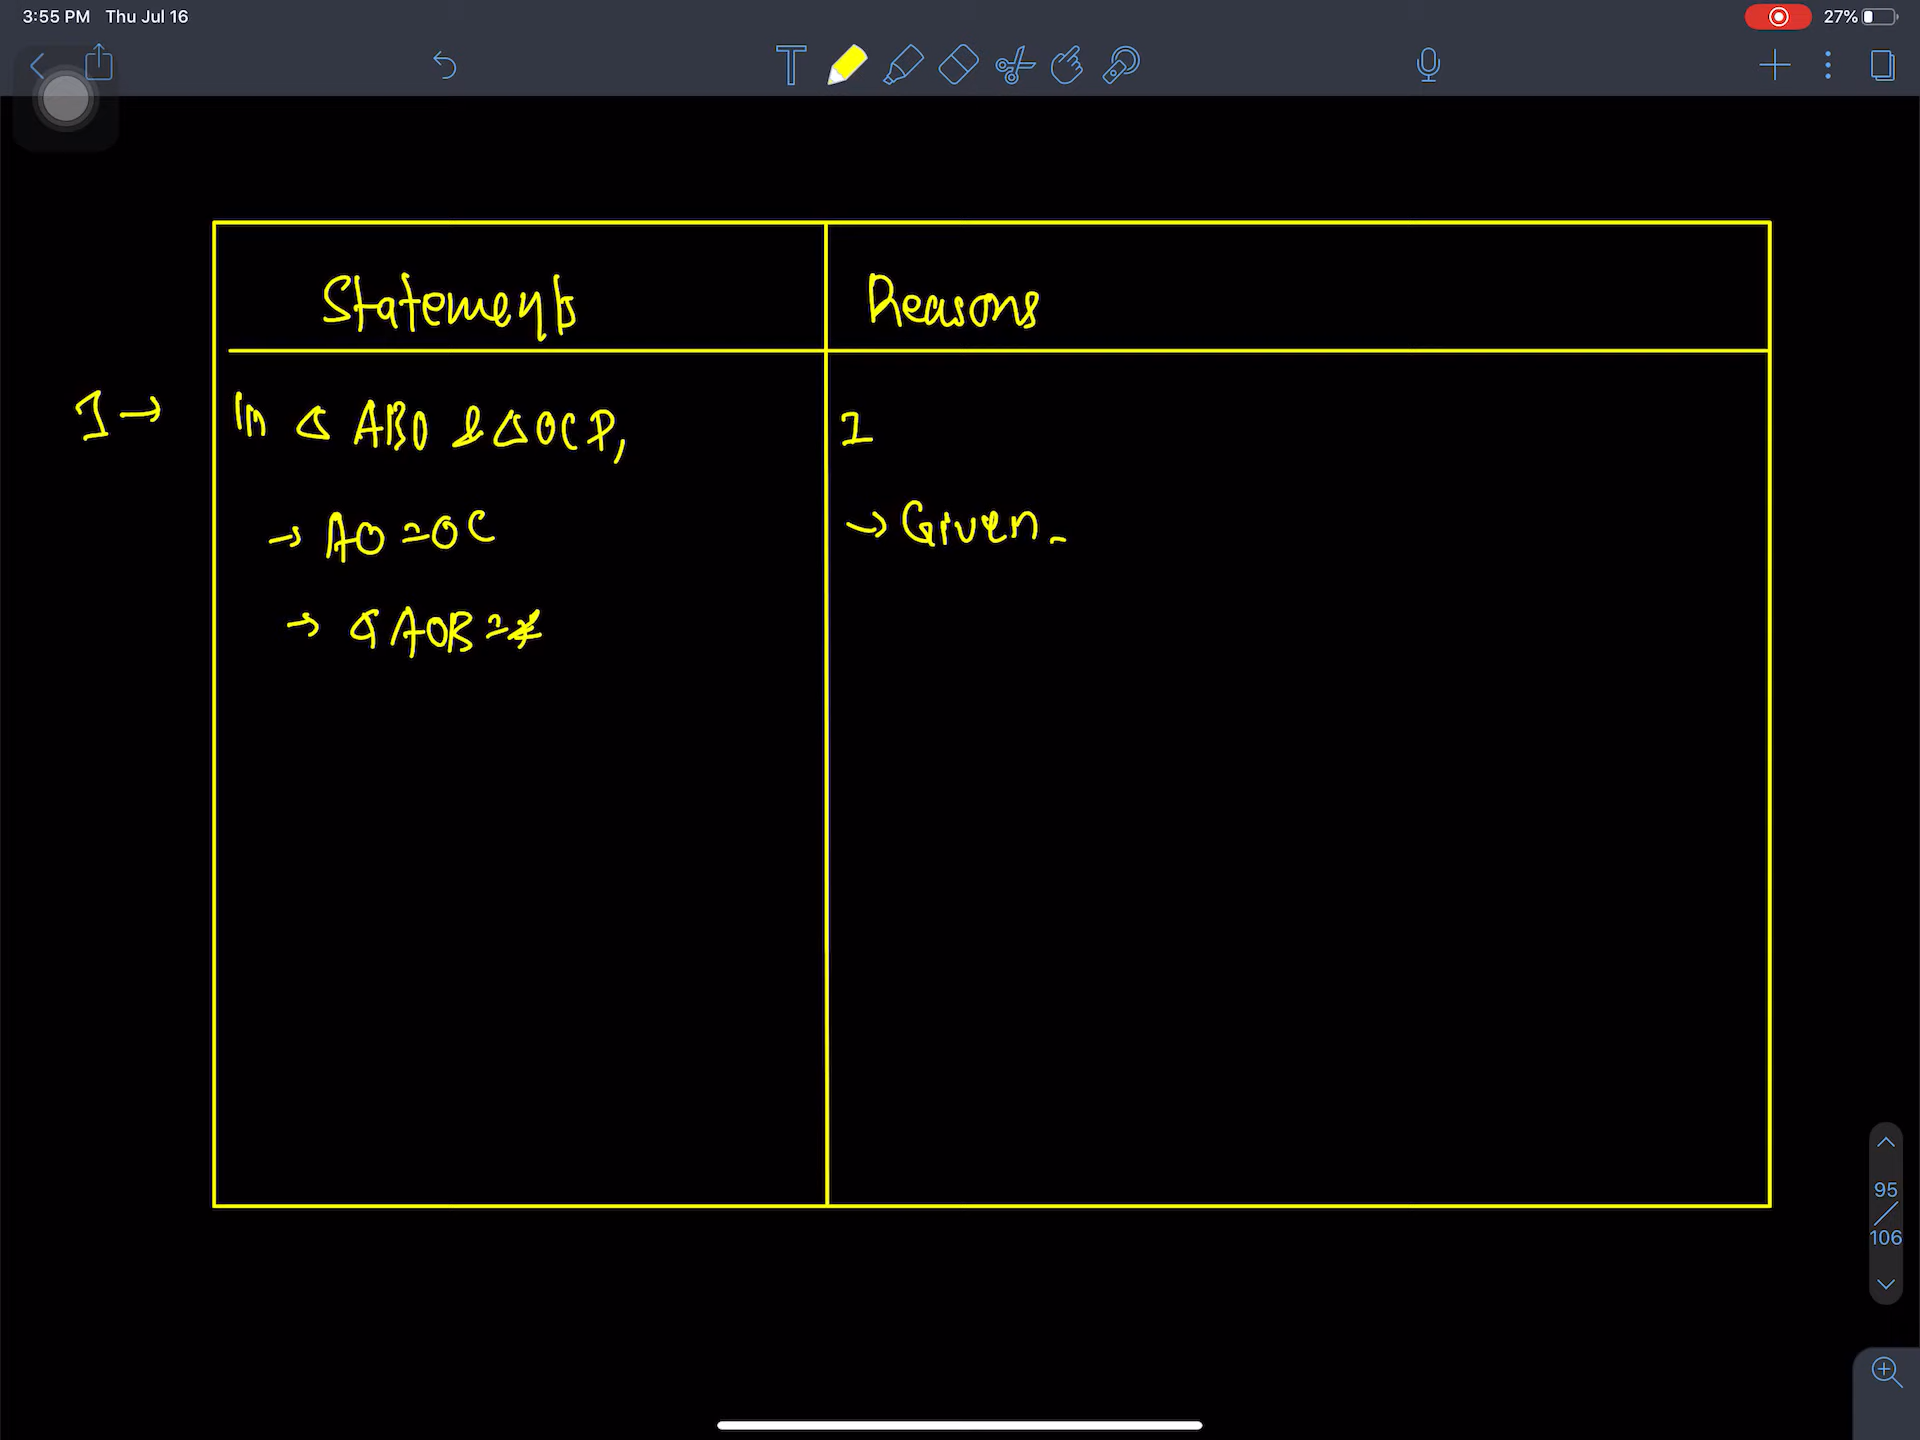 3:55 PM Thu Jul 16
27%
Statements
Reasons
1 →
In △ ABO & △ OCP,
1
→ AO = OC
→ Given.
→ ∢ AOB =
95
106